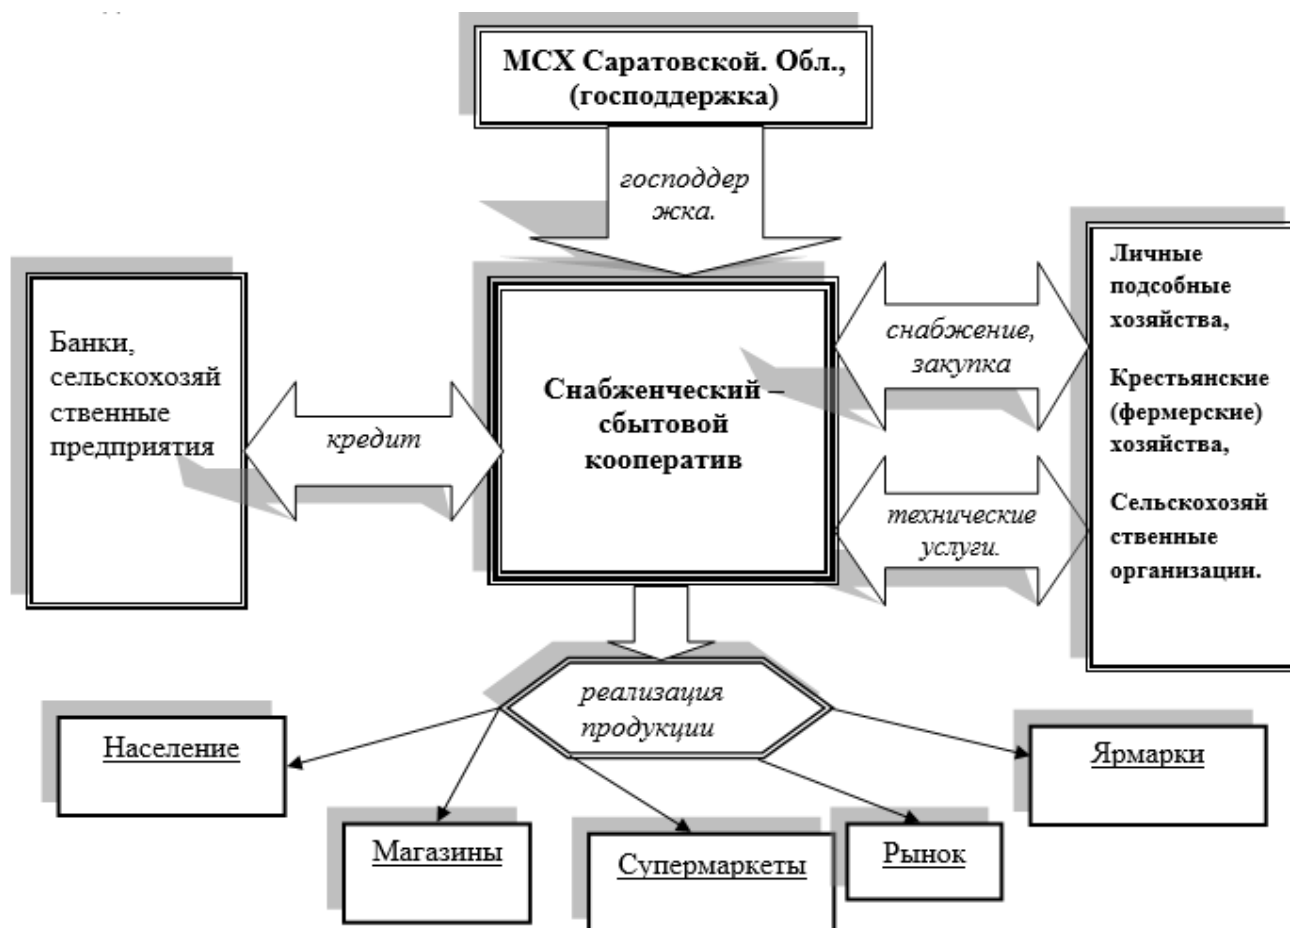 МСХ Саратовской. Обл.,
(господдержка)
господдер
жка.
Банки,
сельскохозяй
ственные
предприятия
кредит
Снабженческий –
сбытовой
кооператив
снабжение,
закупка
технические
услуги.
Личные
подсобные
хозяйства,
Крестьянские
(фермерские)
хозяйства,
Сельскохозяй
ственные
организации.
реализация
продукции
Население
Магазины
Супермаркеты
Рынок
Ярмарки